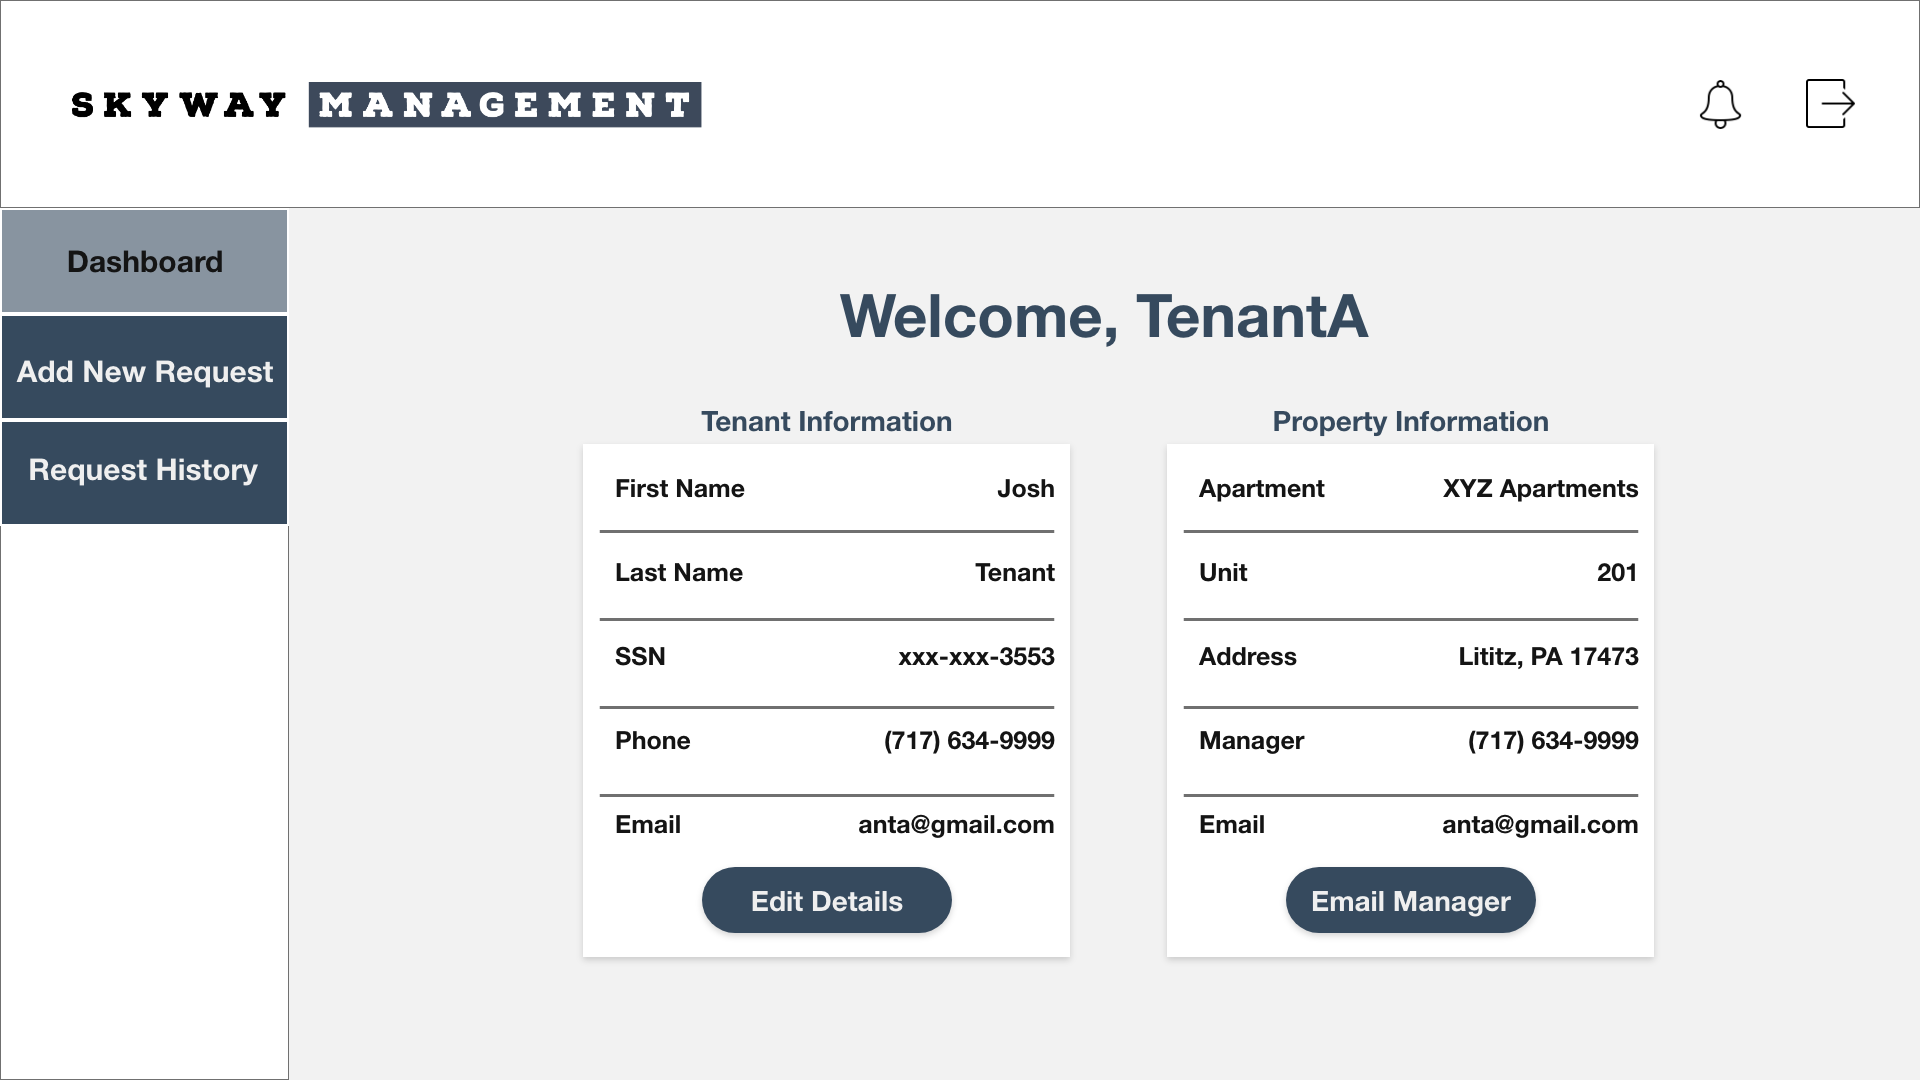 SKYWAY MANAGEMENT
Dashboard
Add New Request
Request History
Welcome, TenantA
Tenant Information
First Name Josh
Last Name Tenant
SSN xxx-xxx-3553
Phone (717) 634-9999
Email anta@gmail.com
Edit Details
Property Information
Apartment XYZ Apartments
Unit 201
Address Lititz, PA 17473
Manager (717) 634-9999
Email anta@gmail.com
Email Manager